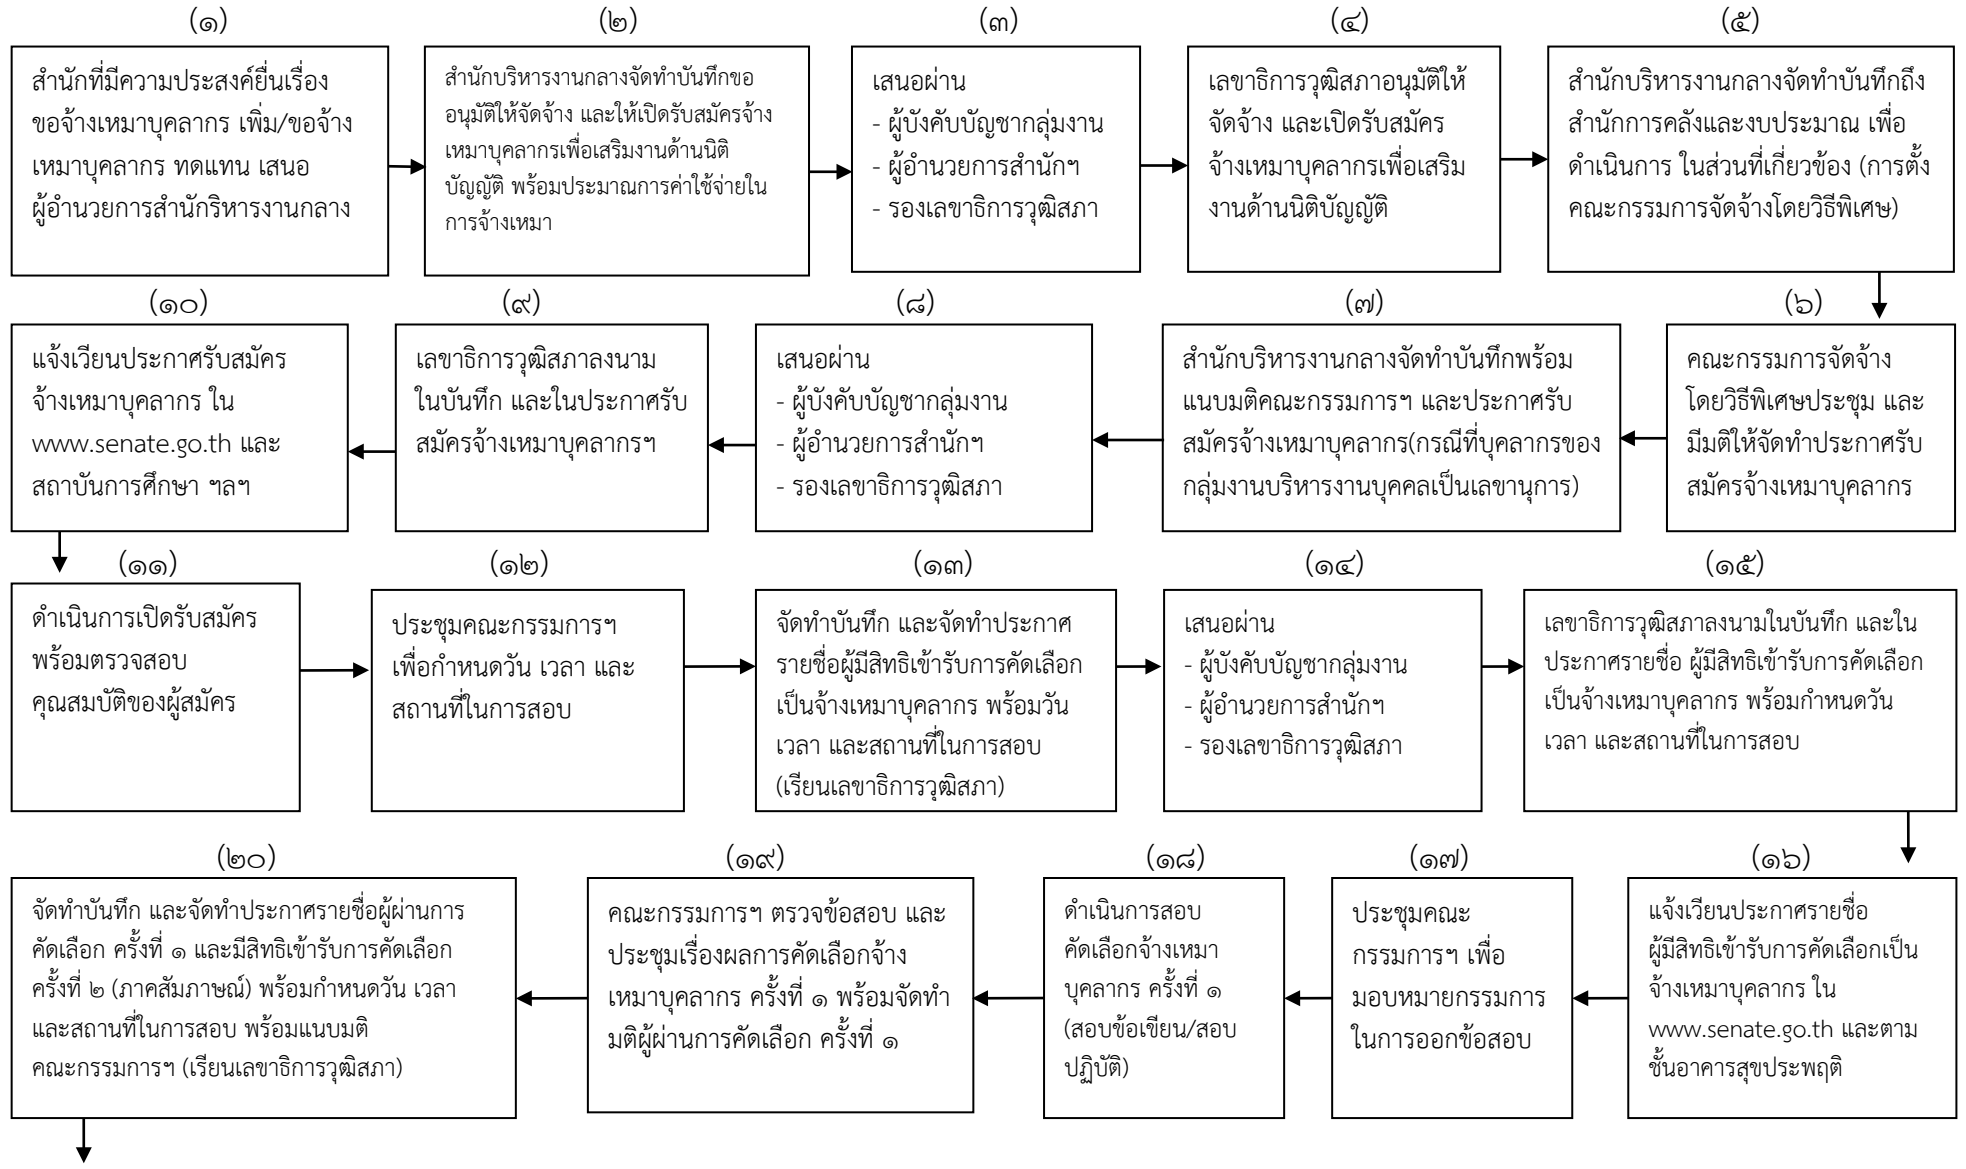 (๑)
สำนักที่มีความประสงค์ยื่นเรื่อง
ขอจ้างเหมาบุคลากร เพิ่ม/ขอจ้าง
เหมาบุคลากร ทดแทน เสนอ
ผู้อำนวยการสำนักริหารงานกลาง
(๒)
สำนักบริหารงานกลางจัดทำบันทึกขอ
อนุมัติให้จัดจ้าง และให้เปิดรับสมัครจ้าง
เหมาบุคลากรเพื่อเสริมงานด้านนิติ
บัญญัติ พร้อมประมาณการค่าใช้จ่ายใน
การจ้างเหมา
(๓)
เสนอผ่าน
- ผู้บังคับบัญชากลุ่มงาน
- ผู้อำนวยการสำนักฯ
- รองเลขาธิการวุฒิสภา
(๔)
เลขาธิการวุฒิสภาอนุมัติให้
จัดจ้าง และเปิดรับสมัคร
จ้างเหมาบุคลากรเพื่อเสริม
งานด้านนิติบัญญัติ
(๕)
สำนักบริหารงานกลางจัดทำบันทึกถึง
สำนักการคลังและงบประมาณ เพื่อ
ดำเนินการ ในส่วนที่เกี่ยวข้อง (การตั้ง
คณะกรรมการจัดจ้างโดยวิธีพิเศษ)
(๖)
คณะกรรมการจัดจ้าง
โดยวิธีพิเศษประชุม และ
มีมติให้จัดทำประกาศรับ
สมัครจ้างเหมาบุคลากร
(๗)
สำนักบริหารงานกลางจัดทำบันทึกพร้อม
แนบมติคณะกรรมการฯ และประกาศรับ
สมัครจ้างเหมาบุคลากร(กรณีที่บุคลากรของ
กลุ่มงานบริหารงานบุคคลเป็นเลขานุการ)
(๘)
เสนอผ่าน
- ผู้บังคับบัญชากลุ่มงาน
- ผู้อำนวยการสำนักฯ
- รองเลขาธิการวุฒิสภา
(๙)
เลขาธิการวุฒิสภาลงนาม
ในบันทึก และในประกาศรับ
สมัครจ้างเหมาบุคลากรฯ
(๑๐)
แจ้งเวียนประกาศรับสมัคร
จ้างเหมาบุคลากร ใน
www.senate.go.th และ
สถาบันการศึกษา ฯลฯ
(๑๑)
ดำเนินการเปิดรับสมัคร
พร้อมตรวจสอบ
คุณสมบัติของผู้สมัคร
(๑๒)
ประชุมคณะกรรมการฯ
เพื่อกำหนดวัน เวลา และ
สถานที่ในการสอบ
(๑๓)
จัดทำบันทึก และจัดทำประกาศ
รายชื่อผู้มีสิทธิเข้ารับการคัดเลือก
เป็นจ้างเหมาบุคลากร พร้อมวัน
เวลา และสถานที่ในการสอบ
(เรียนเลขาธิการวุฒิสภา)
(๑๔)
เสนอผ่าน
- ผู้บังคับบัญชากลุ่มงาน
- ผู้อำนวยการสำนักฯ
- รองเลขาธิการวุฒิสภา
(๑๕)
เลขาธิการวุฒิสภาลงนามในบันทึก และใน
ประกาศรายชื่อ ผู้มีสิทธิเข้ารับการคัดเลือก
เป็นจ้างเหมาบุคลากร พร้อมกำหนดวัน
เวลา และสถานที่ในการสอบ
(๑๖)
แจ้งเวียนประกาศรายชื่อ
ผู้มีสิทธิเข้ารับการคัดเลือกเป็น
จ้างเหมาบุคลากร ใน
www.senate.go.th และตาม
ชั้นอาคารสุขประพฤติ
(๑๗)
ประชุมคณะ
กรรมการฯ เพื่อ
มอบหมายกรรมการ
ในการออกข้อสอบ
(๑๘)
ดำเนินการสอบ
คัดเลือกจ้างเหมา
บุคลากร ครั้งที่ ๑
(สอบข้อเขียน/สอบ
ปฏิบัติ)
(๑๙)
คณะกรรมการฯ ตรวจข้อสอบ และ
ประชุมเรื่องผลการคัดเลือกจ้าง
เหมาบุคลากร ครั้งที่ ๑ พร้อมจัดทำ
มติผู้ผ่านการคัดเลือก ครั้งที่ ๑
(๒๐)
จัดทำบันทึก และจัดทำประกาศรายชื่อผู้ผ่านการ
คัดเลือก ครั้งที่ ๑ และมีสิทธิเข้ารับการคัดเลือก
ครั้งที่ ๒ (ภาคสัมภาษณ์) พร้อมกำหนดวัน เวลา
และสถานที่ในการสอบ พร้อมแนบมติ
คณะกรรมการฯ (เรียนเลขาธิการวุฒิสภา)